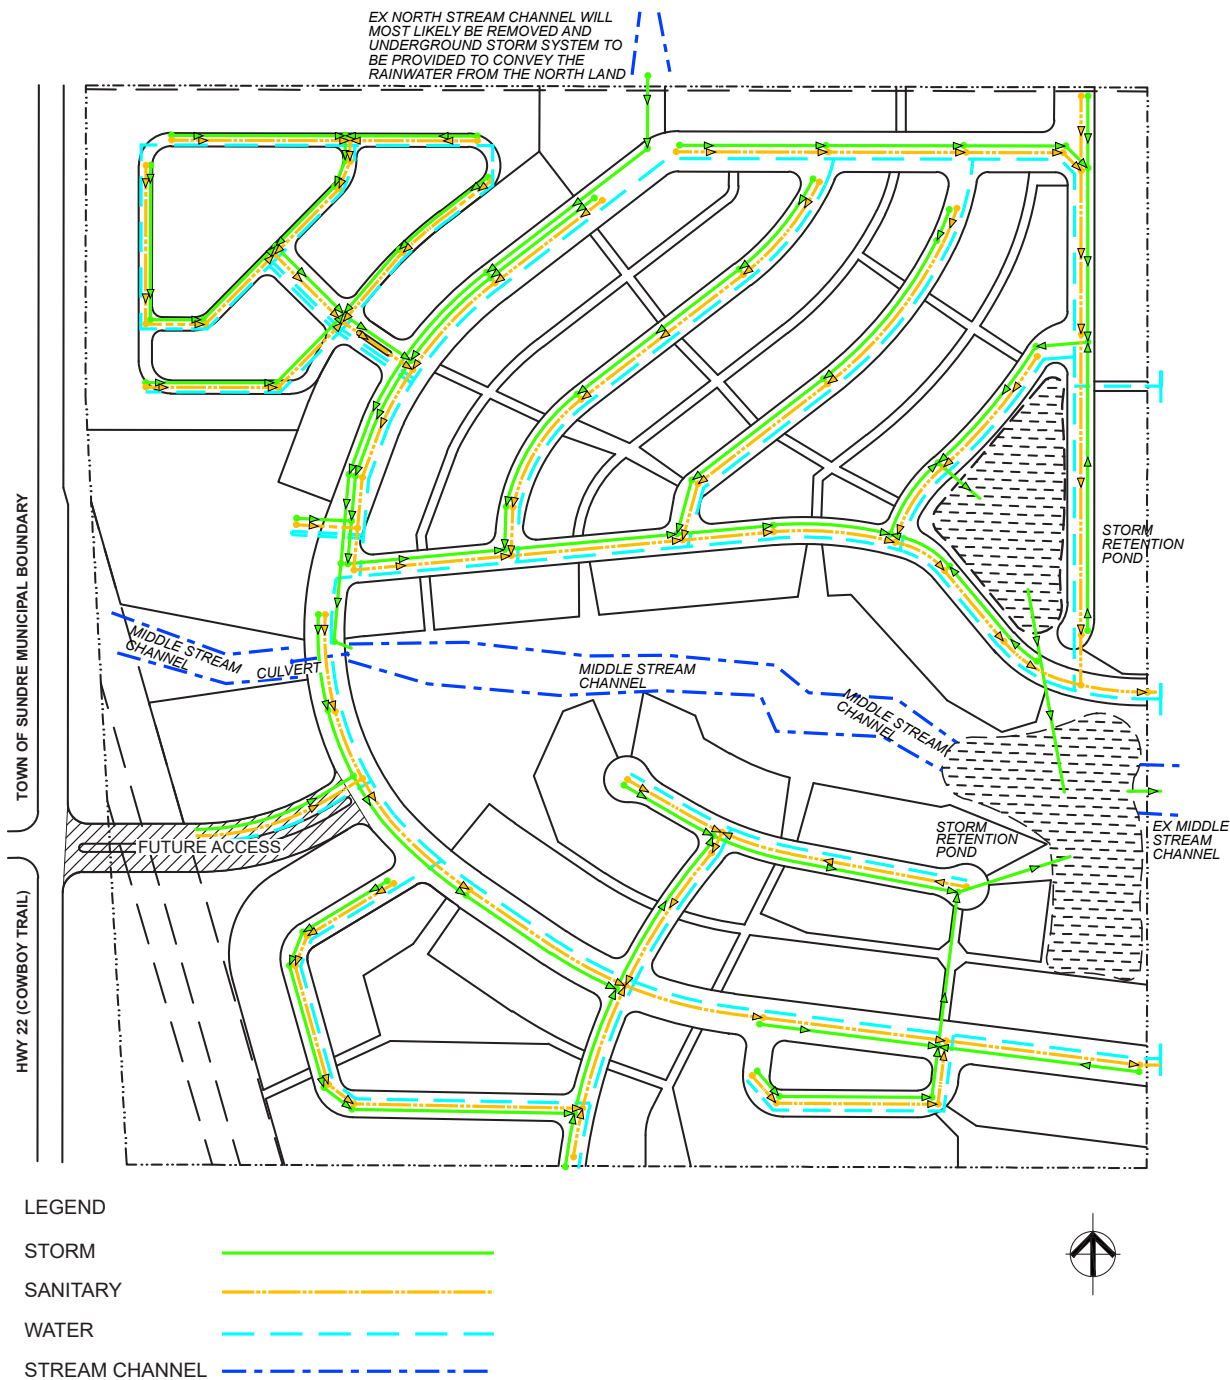 EX NORTH STREAM CHANNEL WILL
MOST LIKELY BE REMOVED AND
UNDERGROUND STORM SYSTEM TO
BE PROVIDED TO CONVEY THE
RAINWATER FROM THE NORTH LAND
TOWN OF SUNDRE MUNICIPAL BOUNDARY
STORM
RETENTION
POND
MIDDLE STREAM
CHANNEL
CULVERT
MIDDLE STREAM
CHANNEL
MIDDLE STREAM
CHANNEL
STORM
RETENTION
POND
EX MIDDLE
STREAM
CHANNEL
FUTURE ACCESS
HWY 22 (COWBOY TRAIL)
LEGEND
STORM
SANITARY
WATER
STREAM CHANNEL